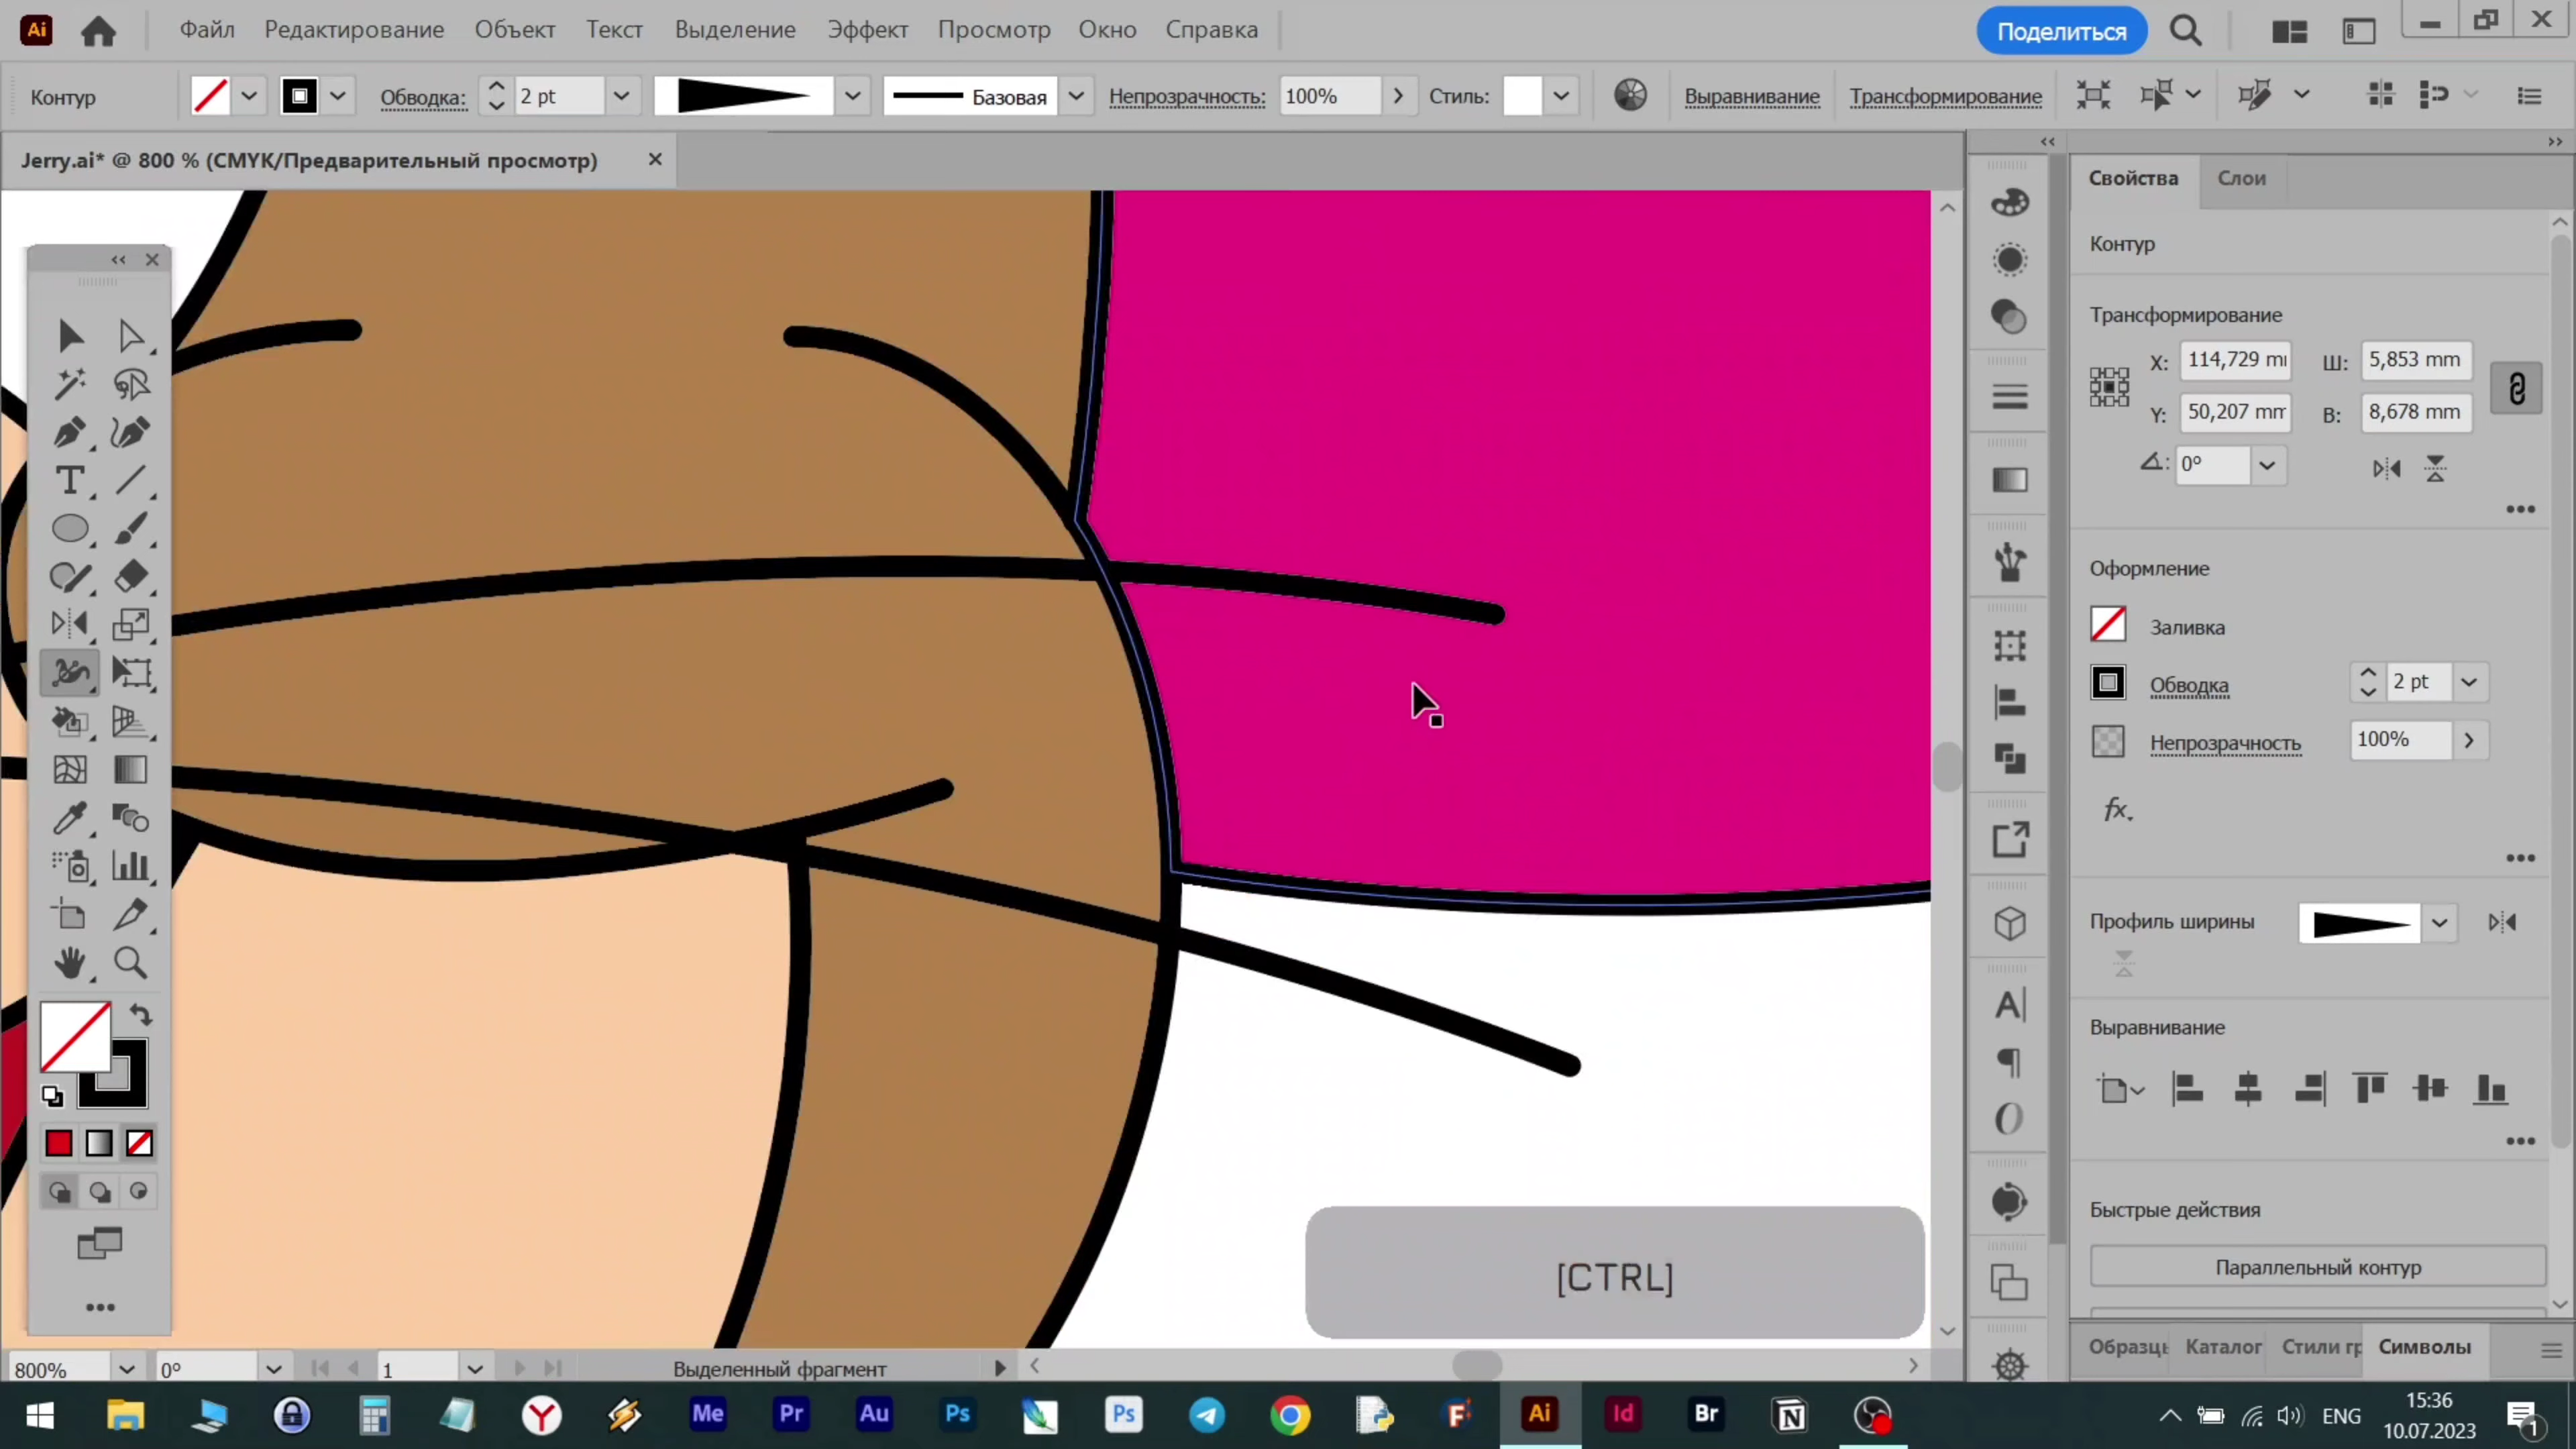 Ai Файл Редактирование Объект Текст Выделение Эффект Просмотр Окно Справка Поделиться
Контур Обводка: 2 pt Базовая Непрозрачность: 100% Стиль: Выравнивание Трансформирование
Jerry.ai* @ 800 % (CMYK/Предварительный просмотр)
Свойства Слои
Контур
Трансформирование
X: 114,729 mm Ш: 5,853 mm
Y: 50,207 mm В: 8,678 mm
0°
Оформление
Заливка
Обводка 2 pt
Непрозрачность 100%
fx
Профиль ширины
Выравнивание
Быстрые действия
Параллельный контур
[CTRL]
Образць Каталог Стили гр Символы
800% 0° 1 Выделенный фрагмент
Me Pr Au Ps Ps Ai Id Br ENG 15:36
10.07.2023
1